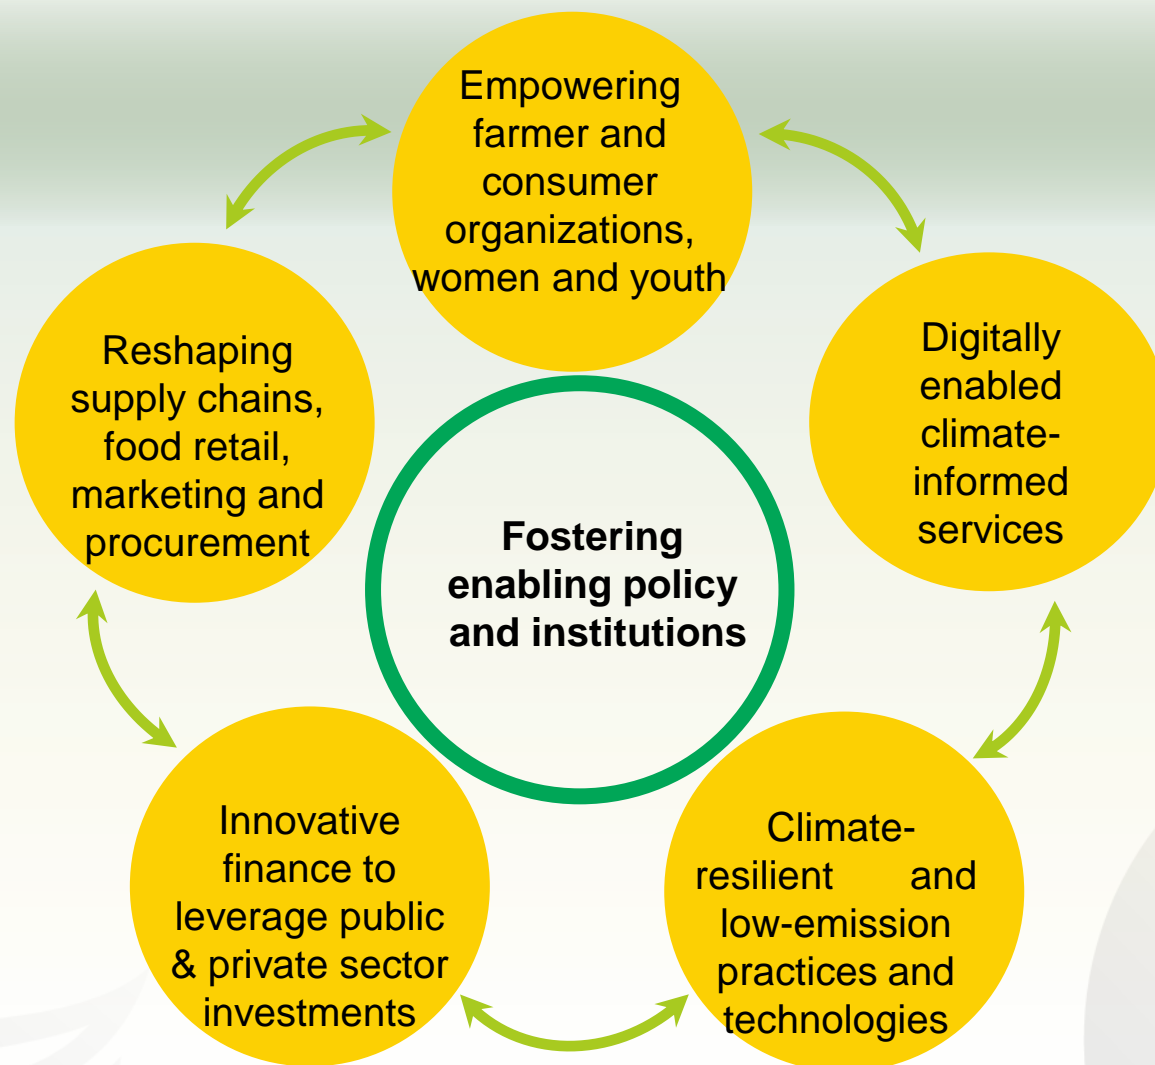 Empowering
farmer and
consumer
organizations,
women and youth
Reshaping
supply chains,
food retail,
marketing and
procurement
Digitally
enabled
climate-
informed
services
Fostering
enabling policy
and institutions
Innovative
finance to
leverage public
& private sector
investments
Climate-
resilient and
low-emission
practices and
technologies